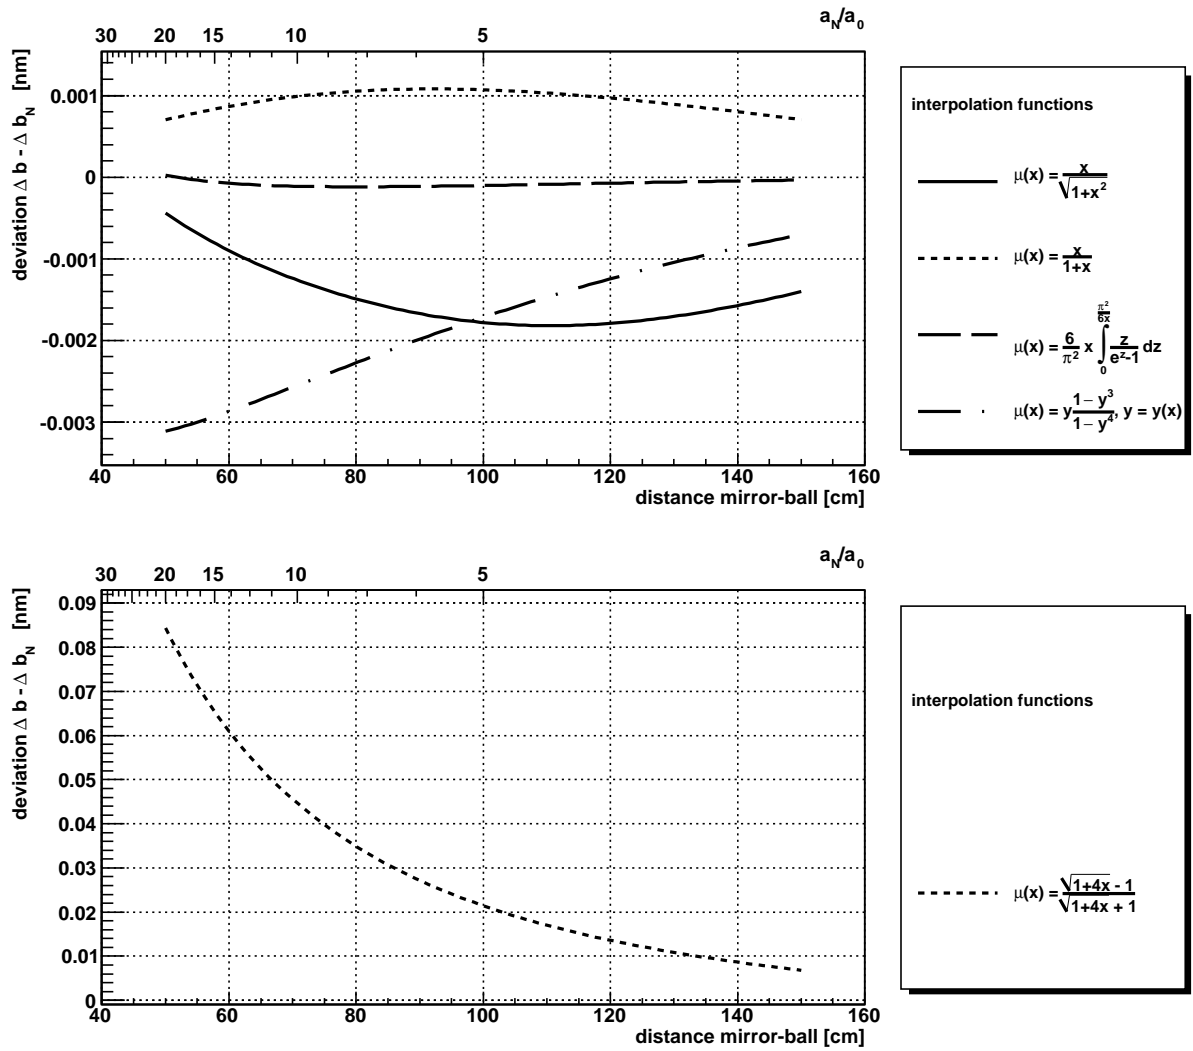 a_N/a_0
30 20 15 10 5
deviation Δ b - Δ b_N [nm]
0.001
0
-0.001
-0.002
-0.003
40 60 80 100 120 140 160
distance mirror-ball [cm]
interpolation functions
μ(x) = x / √(1+x²)
μ(x) = x / (1+x)
μ(x) = 6/π² x ∫_0^{π²/6x} z/(e^z-1) dz
μ(x) = y (1 – y³)/(1 – y⁴), y = y(x)
a_N/a_0
30 20 15 10 5
deviation Δ b - Δ b_N [nm]
0.09
0.08
0.07
0.06
0.05
0.04
0.03
0.02
0.01
0
40 60 80 100 120 140 160
distance mirror-ball [cm]
interpolation functions
μ(x) = (√(1+4x) - 1)/(√(1+4x) + 1)